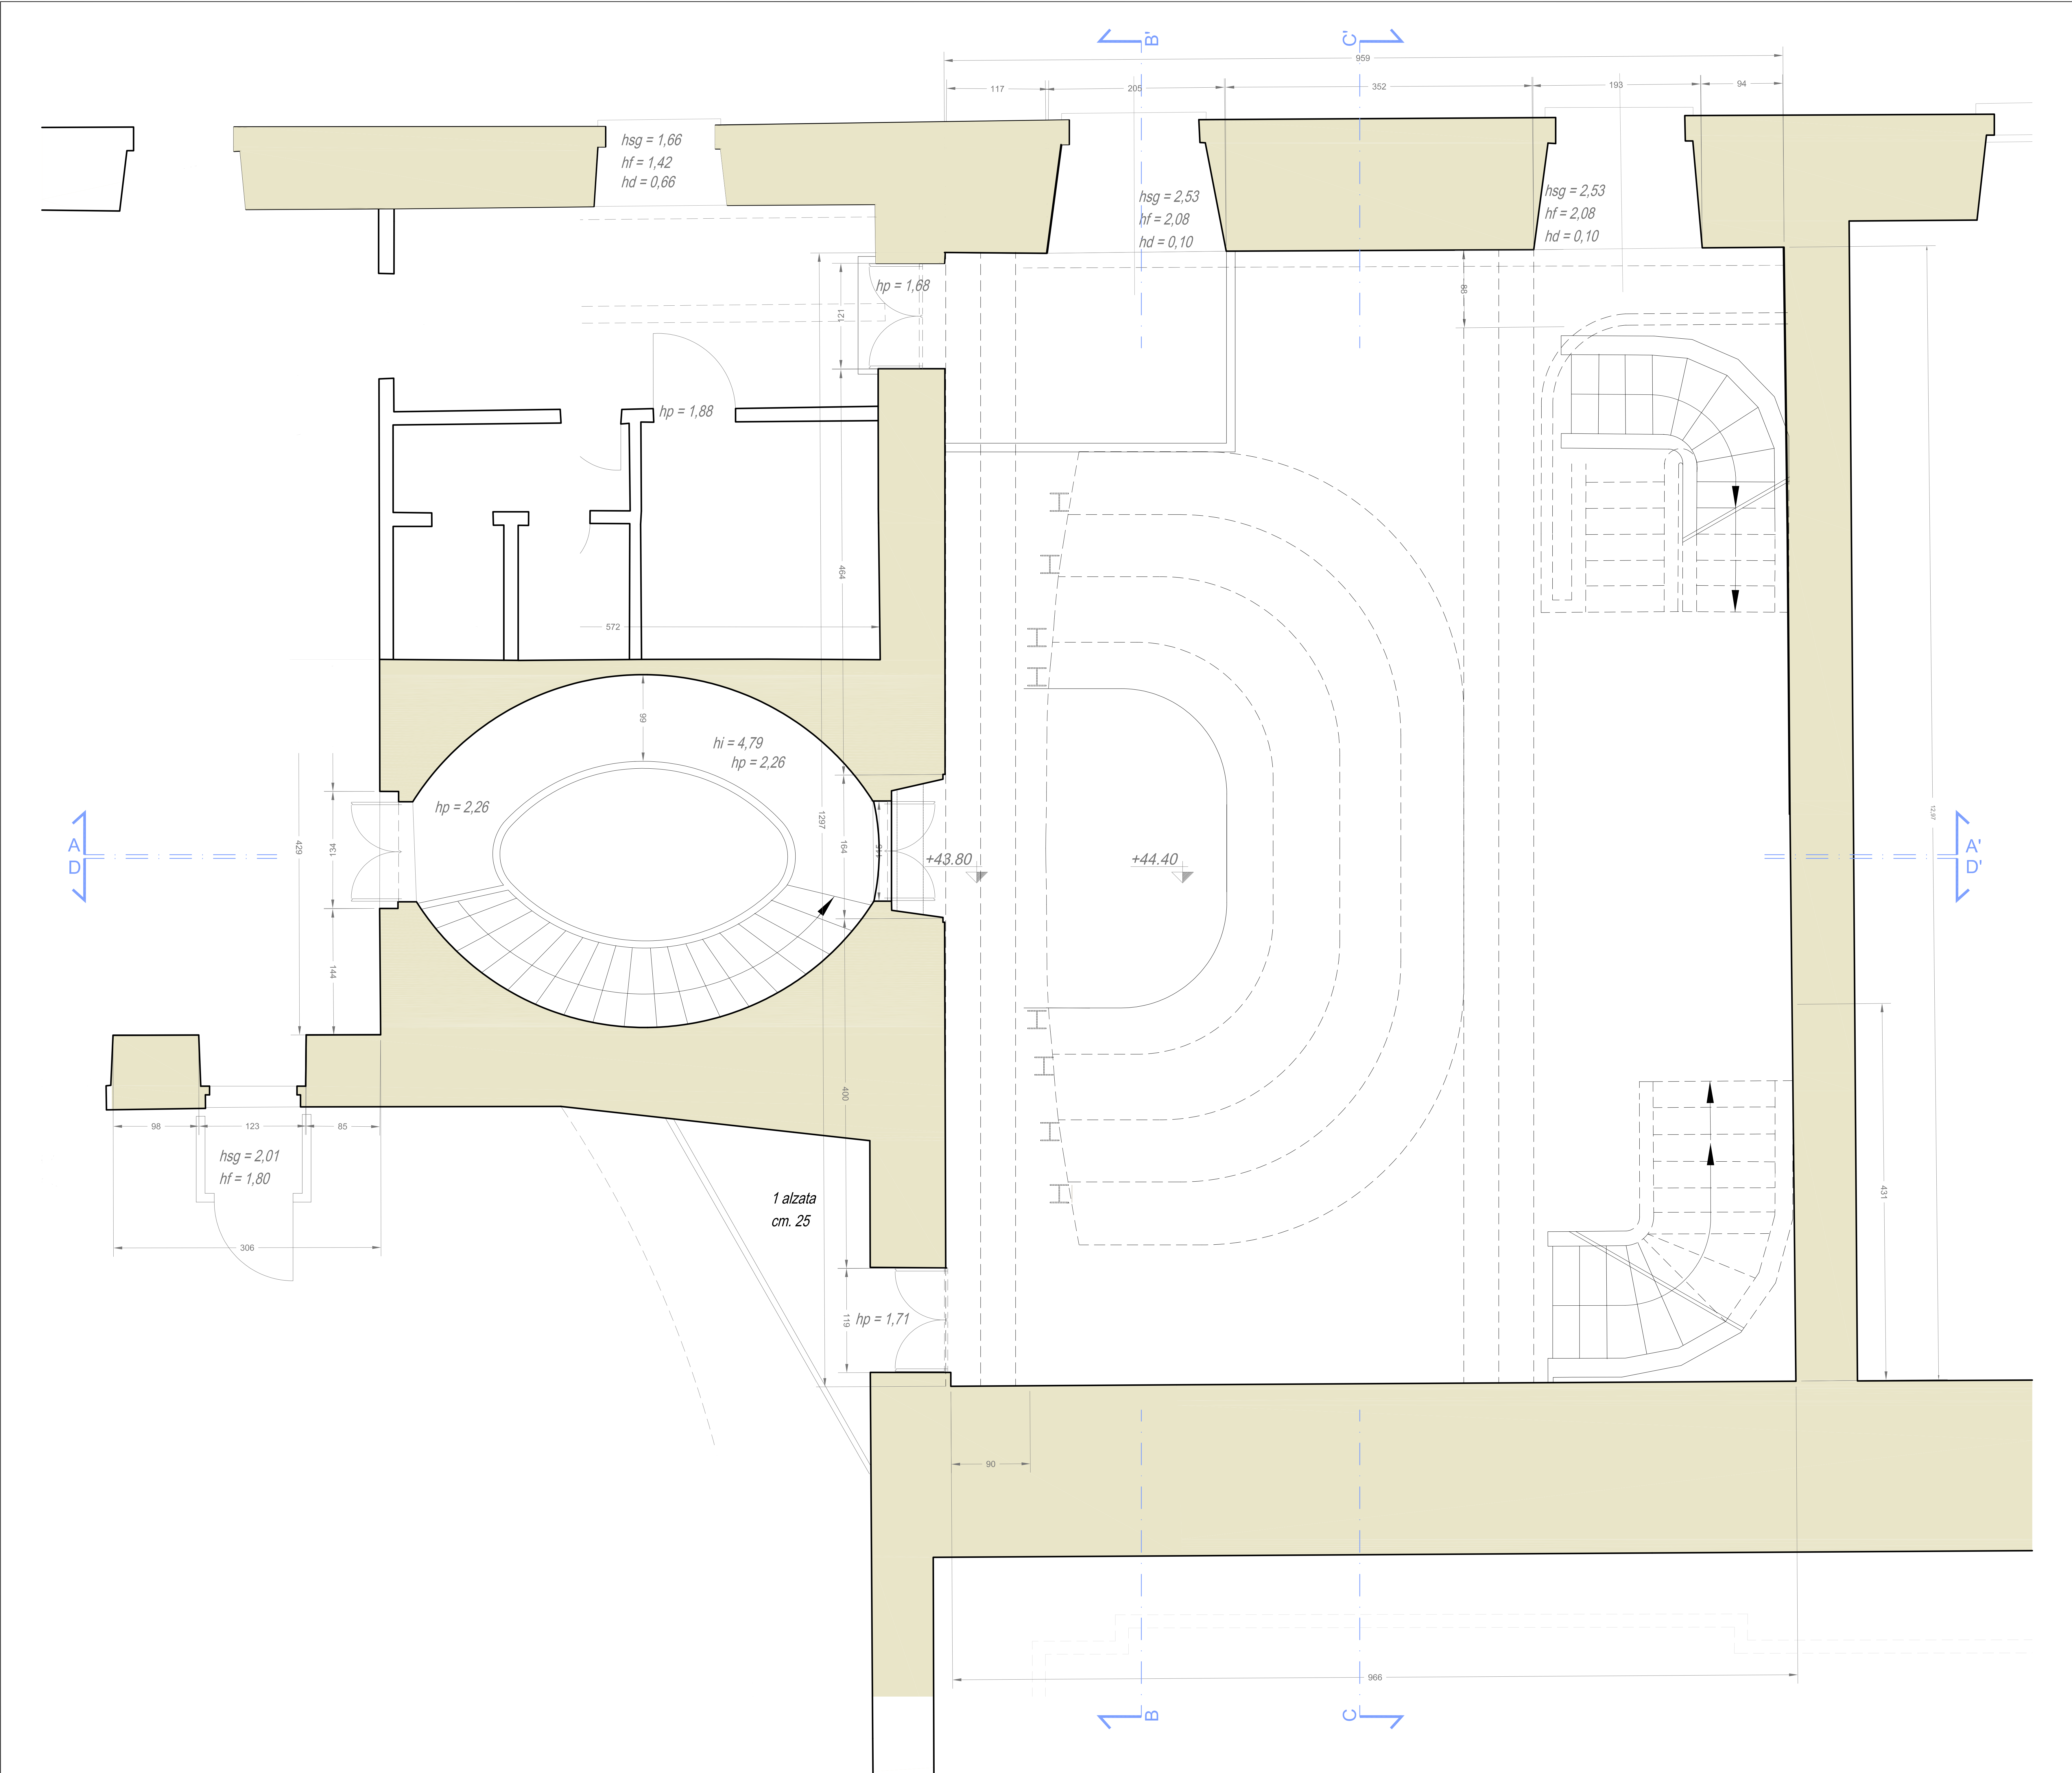 B'
C'
959
117
205
352
193
94
hsg = 1,66
hf = 1,42
hd = 0,66
hsg = 2,53
hf = 2,08
hd = 0,10
hsg = 2,53
hf = 2,08
hd = 0,10
hp = 1,68
121
88
hp = 1,88
464
572
99
hi = 4,79
hp = 2,26
hp = 2,26
1297
12,97
429
134
164
A
D
A'
D'
+43.80
+44.40
144
400
431
98
123
85
hsg = 2,01
hf = 1,80
306
1 alzata
cm. 25
hp = 1,71
119
90
966
B
C